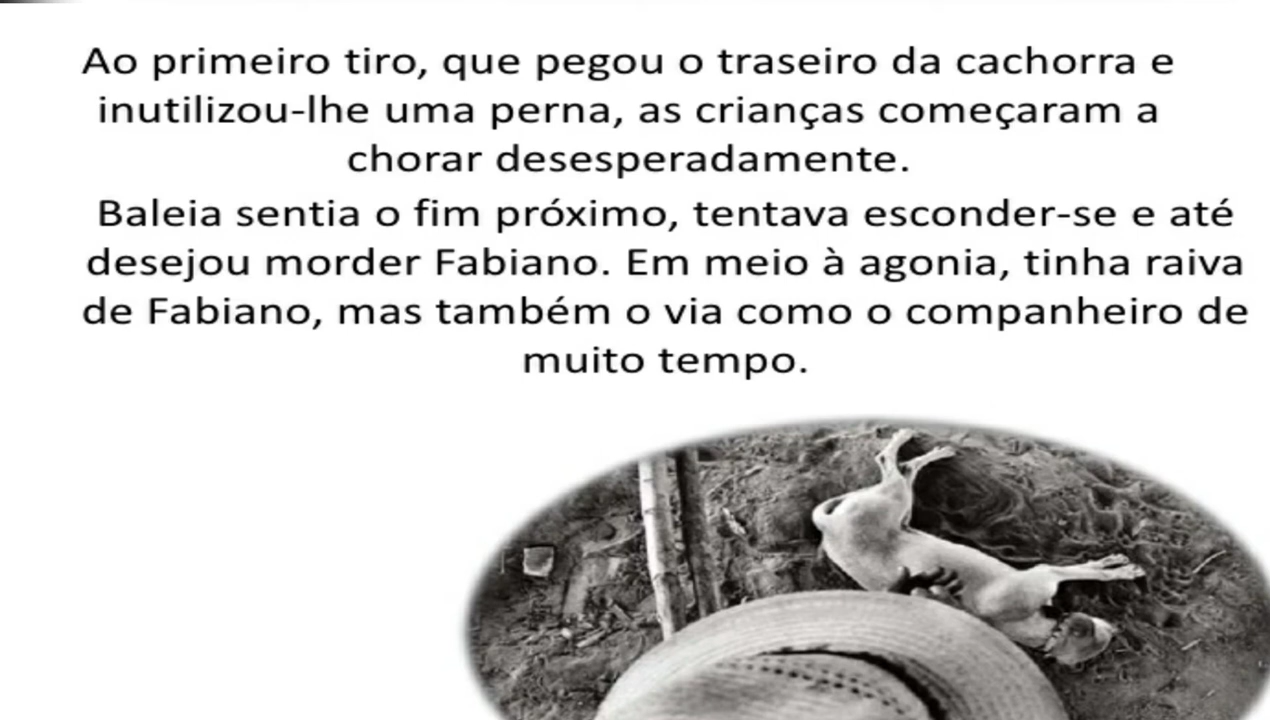 Ao primeiro tiro, que pegou o traseiro da cachorra e
inutilizou-lhe uma perna, as crianças começaram a
chorar desesperadamente.
Baleia sentia o fim próximo, tentava esconder-se e até
desejou morder Fabiano. Em meio à agonia, tinha raiva
de Fabiano, mas também o via como o companheiro de
muito tempo.